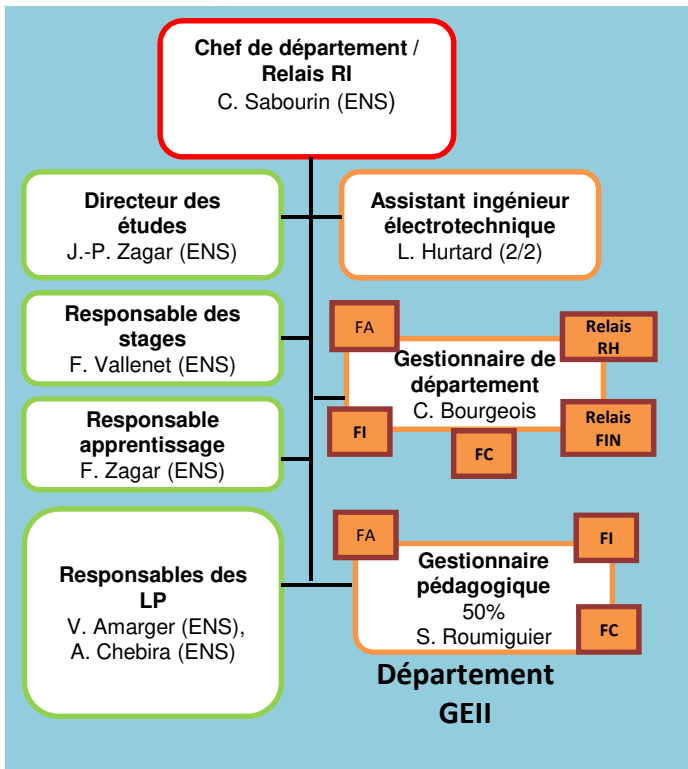 Chef de département /
Relais RI
C. Sabourin (ENS)
Directeur des
études
J.-P. Zagar (ENS)
Assistant ingénieur
électrotechnique
L. Hurtard (2/2)
Responsable des
stages
F. Vallenet (ENS)
FA
Relais
RH
Gestionnaire de
département
C. Bourgeois
FI
FC
Relais
FIN
Responsable
apprentissage
F. Zagar (ENS)
Responsables des
LP
V. Amarger (ENS),
A. Chebira (ENS)
FA
FI
Gestionnaire
pédagogique
50%
S. Roumiguier
FC
Département
GEII